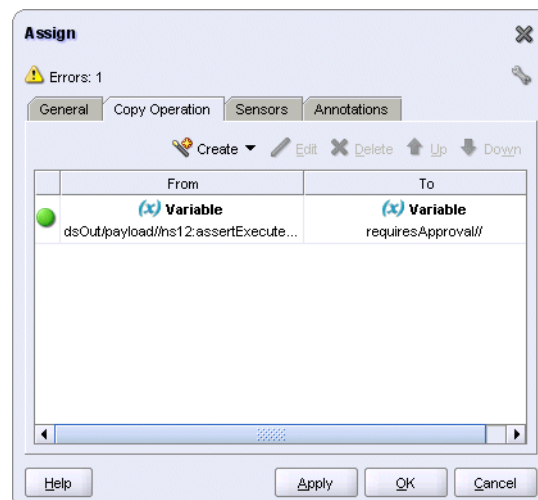 Assign
Errors: 1
General Copy Operation Sensors Annotations
Create Edit Delete Up Down
From To
(x) Variable (x) Variable
dsOut/payload//ns12:assertExecute... requiresApproval//
Help Apply OK Cancel